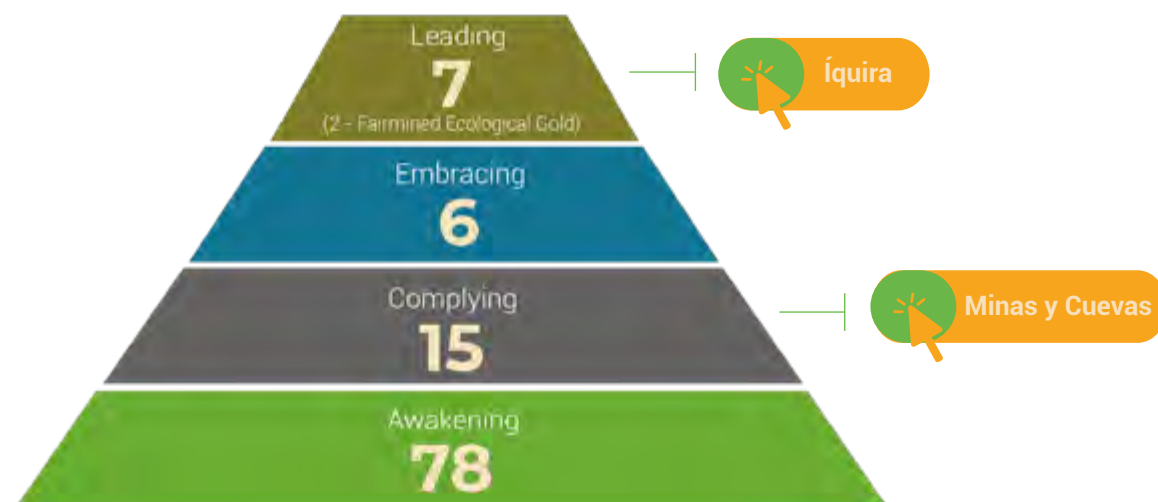 Leading
7
(2 - Fairmined Ecological Gold)
Íquira
Embracing
6
Complying
15
Minas y Cuevas
Awakening
78